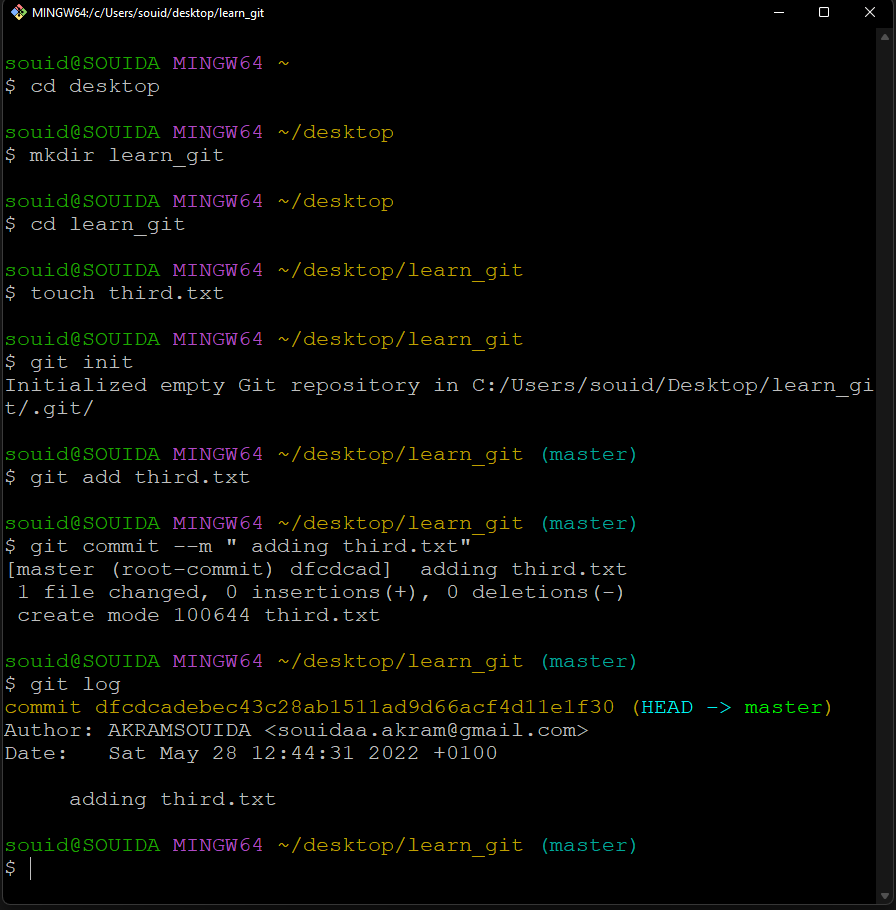 MINGW64:/c/Users/souid/desktop/learn_git
souid@SOUIDA MINGW64 ~
$ cd desktop
souid@SOUIDA MINGW64 ~/desktop
$ mkdir learn_git
souid@SOUIDA MINGW64 ~/desktop
$ cd learn_git
souid@SOUIDA MINGW64 ~/desktop/learn_git
$ touch third.txt
souid@SOUIDA MINGW64 ~/desktop/learn_git
$ git init
Initialized empty Git repository in C:/Users/souid/Desktop/learn_gi
t/.git/
souid@SOUIDA MINGW64 ~/desktop/learn_git (master)
$ git add third.txt
souid@SOUIDA MINGW64 ~/desktop/learn_git (master)
$ git commit --m " adding third.txt"
[master (root-commit) dfcdcad]  adding third.txt
 1 file changed, 0 insertions(+), 0 deletions(-)
 create mode 100644 third.txt
souid@SOUIDA MINGW64 ~/desktop/learn_git (master)
$ git log
commit dfcdcadebec43c28ab1511ad9d66acf4d11e1f30 (HEAD -> master)
Author: AKRAMSOUIDA <souidaa.akram@gmail.com>
Date:   Sat May 28 12:44:31 2022 +0100
     adding third.txt
souid@SOUIDA MINGW64 ~/desktop/learn_git (master)
$